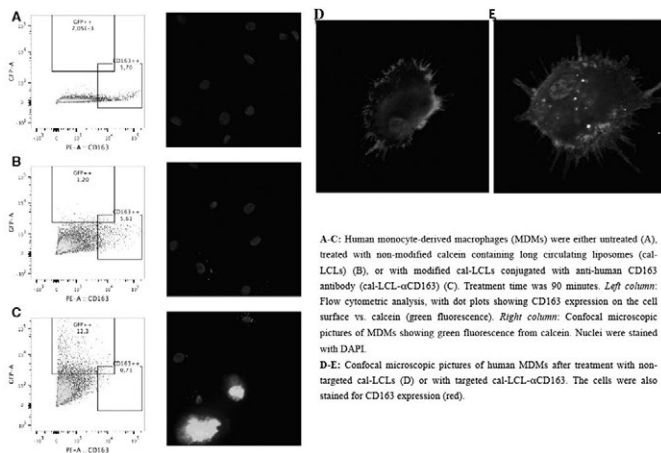 A
GFP++
CD163++
5,76
GFP-A
PE-A :: CD163
B
GFP++
1,20
CD163++
5,63
GFP-A
PE-A :: CD163
C
GFP++
12,3
CD163++
0,71
GFP-A
PE-A :: CD163
D
E
A-C: Human monocyte-derived macrophages (MDMs) were either untreated (A),
treated with non-modified calcein containing long circulating liposomes (cal-
LCLs) (B), or with modified cal-LCLs conjugated with anti-human CD163
antibody (cal-LCL-αCD163) (C). Treatment time was 90 minutes. Left column:
Flow cytometric analysis, with dot plots showing CD163 expression on the cell
surface vs. calcein (green fluorescence). Right column: Confocal microscopic
pictures of MDMs showing green fluorescence from calcein. Nuclei were stained
with DAPI.
D-E: Confocal microscopic pictures of human MDMs after treatment with non-
targeted cal-LCLs (D) or with targeted cal-LCL-αCD163. The cells were also
stained for CD163 expression (red).